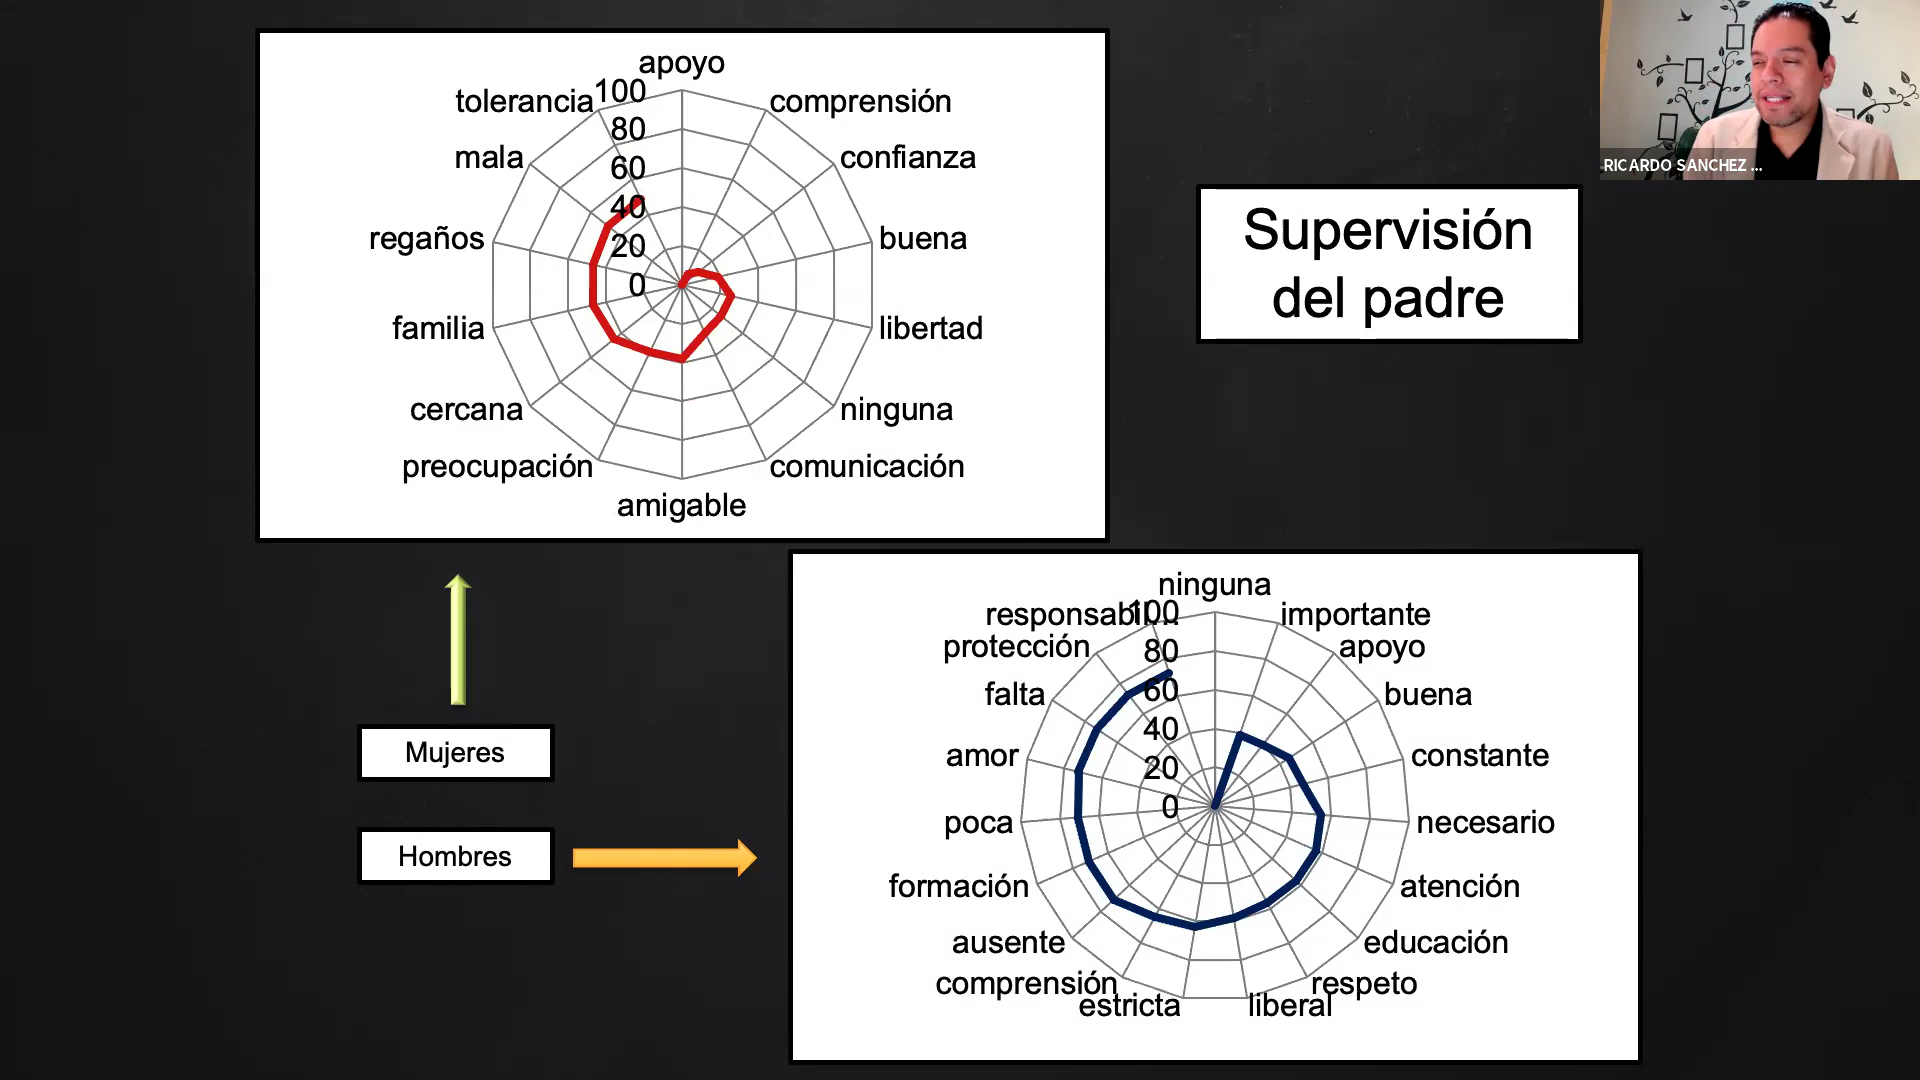 apoyo
comprensión
confianza
buena
libertad
ninguna
comunicación
amigable
preocupación
cercana
familia
regaños
mala
tolerancia
100
80
60
40
20
0
RICARDO SANCHEZ ...
Supervisión
del padre
Mujeres
Hombres
ninguna
importante
apoyo
buena
constante
necesario
atención
educación
respeto
liberal
estricta
comprensión
ausente
formación
poca
amor
falta
protección
responsabil...
100
80
60
40
20
0